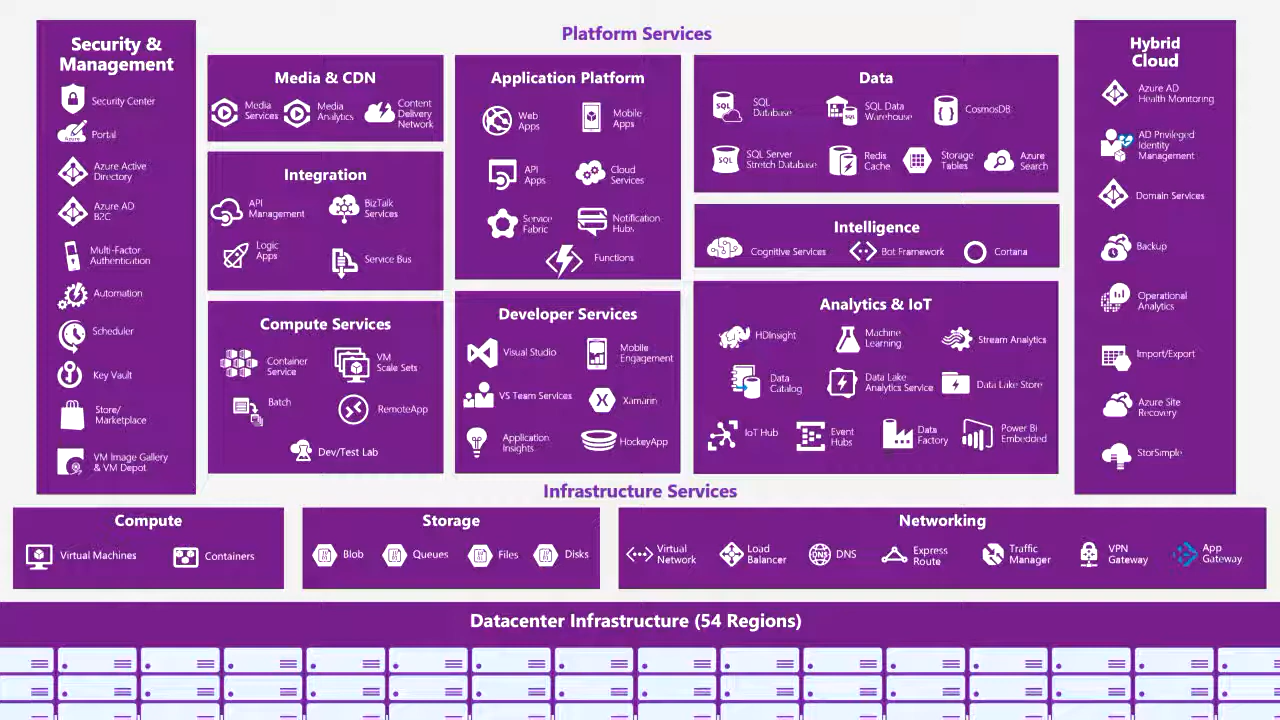 Platform Services
Security &
Management
Security Center
Azure
Portal
Azure Active
Directory
Azure AD
B2C
Multi-Factor
Authentication
Automation
Scheduler
Key Vault
Store/
Marketplace
VM Image Gallery
& VM Depot
Media & CDN
Media
Services
Media
Analytics
Content
Delivery
Network
Integration
API
Management
BizTalk
Services
Logic
Apps
Service Bus
Compute Services
Container
Service
VM
Scale Sets
Batch
RemoteApp
Dev/Test Lab
Application Platform
Web
Apps
Mobile
Apps
API
Apps
Cloud
Services
Service
Fabric
Notification
Hubs
Functions
Developer Services
Visual Studio
Mobile
Engagement
VS Team Services
Xamarin
Application
Insights
HockeyApp
Data
SQL
SQL
Database
SQL
SQL Data
Warehouse
CosmosDB
SQL
SQL Server
Stretch Database
Redis
Cache
Storage
Tables
Azure
Search
Intelligence
Cognitive Services
Bot Framework
Cortana
Analytics & IoT
HDInsight
Machine
Learning
Stream Analytics
Data
Catalog
Data Lake
Analytics Service
Data Lake Store
IoT Hub
Event
Hubs
Data
Factory
Power BI
Embedded
Hybrid
Cloud
Azure AD
Health Monitoring
AD Privileged
Identity
Management
Domain Services
Backup
Operational
Analytics
Import/Export
Azure Site
Recovery
StorSimple
Infrastructure Services
Compute
Virtual Machines
Containers
Storage
Blob
Queues
Files
Disks
Networking
Virtual
Network
Load
Balancer
DNS
DNS
Express
Route
Traffic
Manager
VPN
Gateway
App
Gateway
Datacenter Infrastructure (54 Regions)